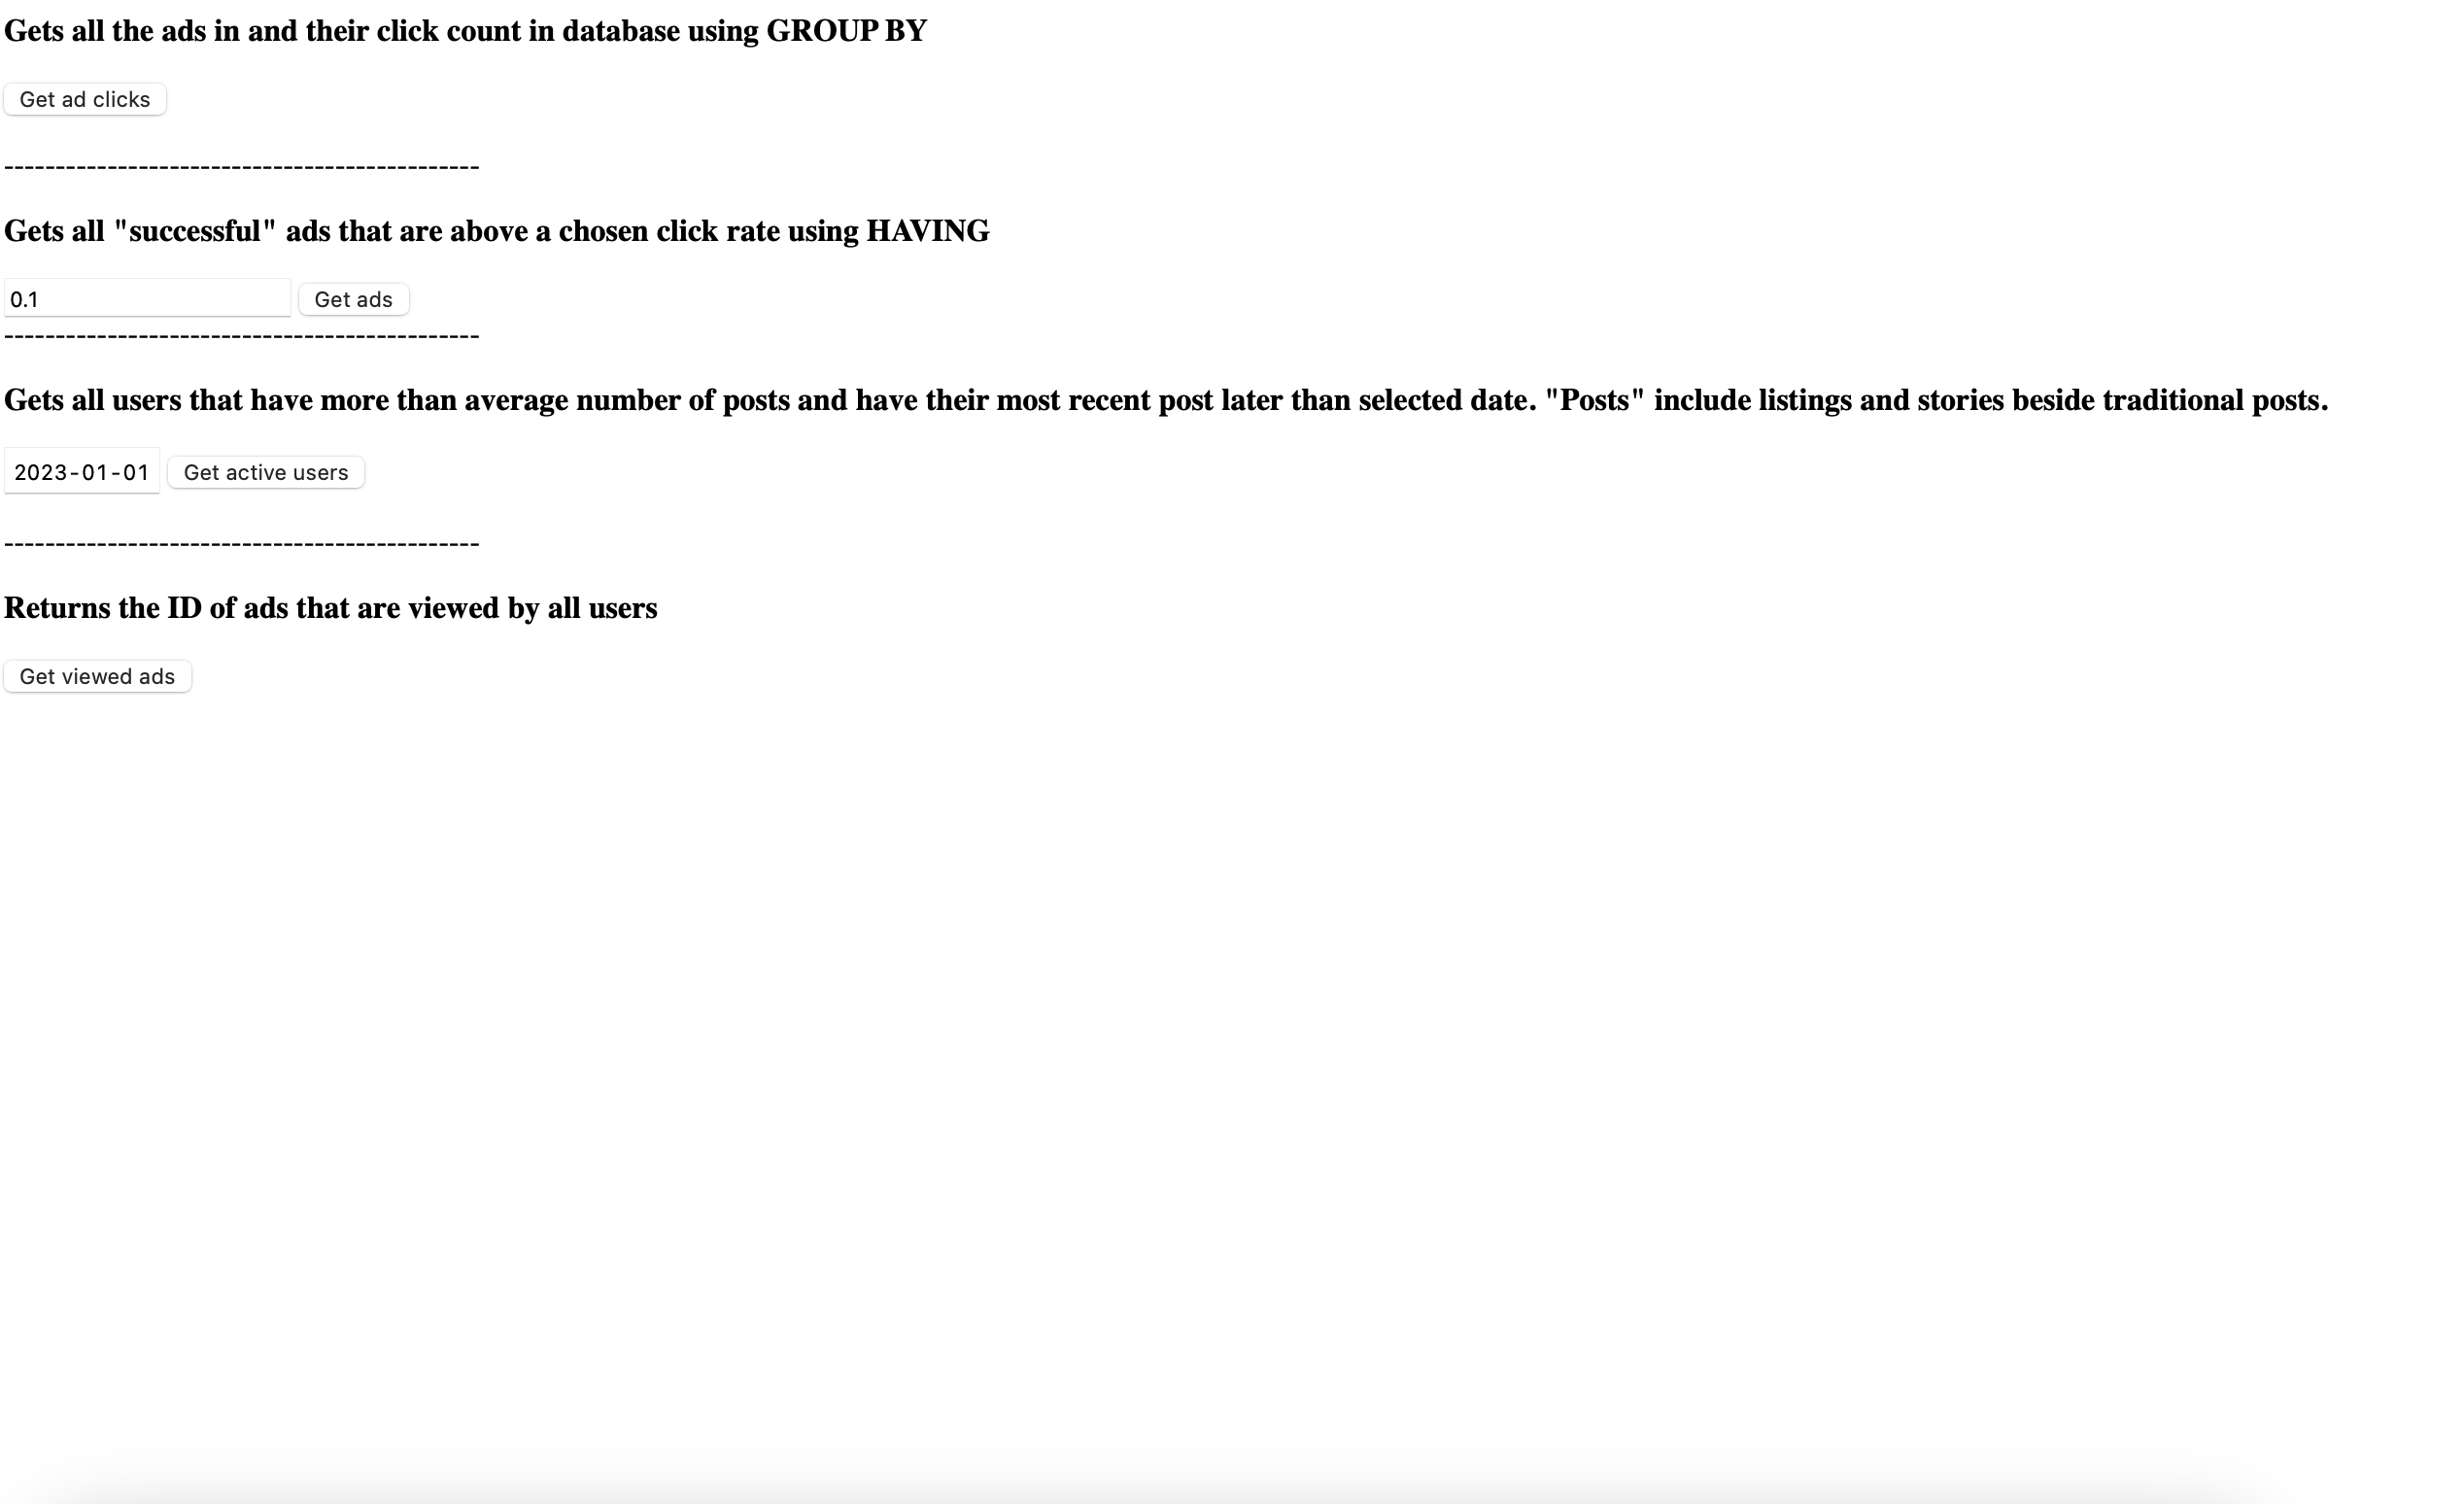 Gets all the ads in and their click count in database using GROUP BY
Get ad clicks
----------------------------------------------
Gets all "successful" ads that are above a chosen click rate using HAVING
0.1 Get ads
----------------------------------------------
Gets all users that have more than average number of posts and have their most recent post later than selected date. "Posts" include listings and stories beside traditional posts.
2023-01-01 Get active users
----------------------------------------------
Returns the ID of ads that are viewed by all users
Get viewed ads